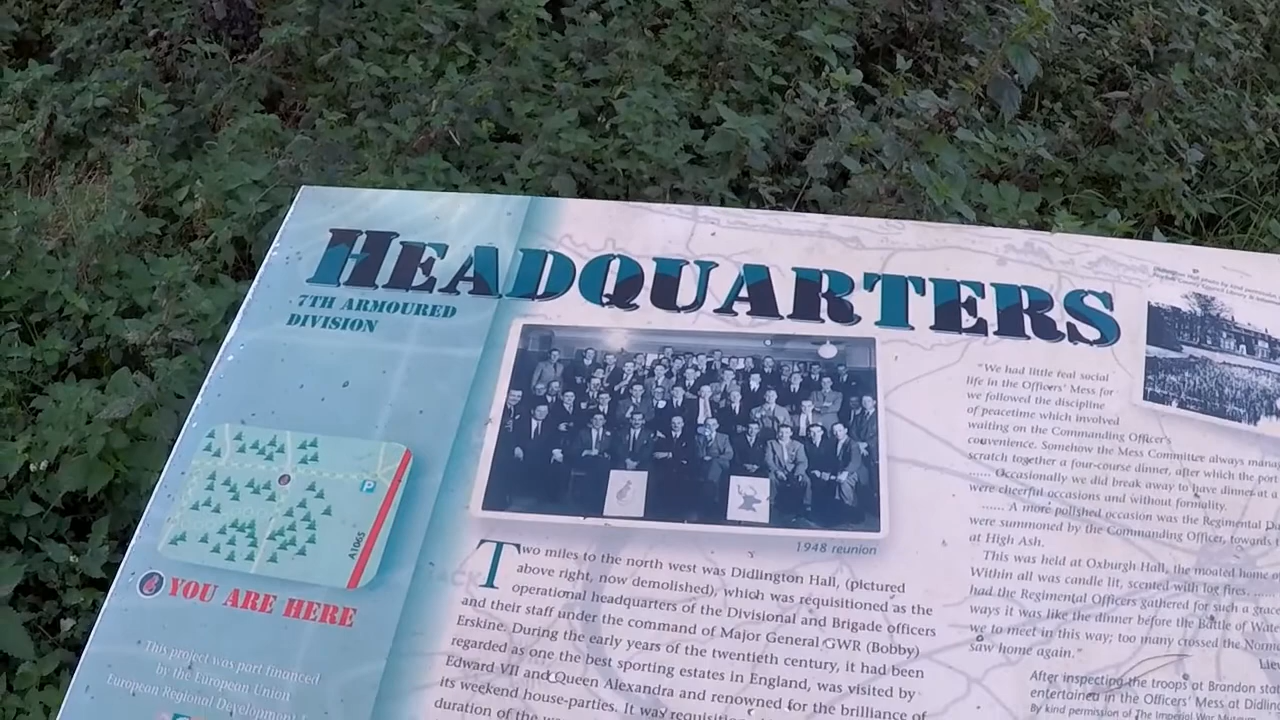 HEADQUARTERS
7TH ARMOURED
DIVISION
P
A1065
YOU ARE HERE
This project was part financed
by the European Union
European Regional Development
1948 reunion
Two miles to the north west was Didlington Hall, (pictured
above right, now demolished), which was requisitioned as the
operational headquarters of the Divisional and Brigade officers
and their staff under the command of Major General GWR (Bobby)
Erskine. During the early years of the twentieth century, it had been
regarded as one the best sporting estates in England, was visited by
Edward VII and Queen Alexandra and renowned for the brilliance of
its weekend house-parties. It was
duration of the
Didlington Hall photo by kind
"We had little real social
life in the Officers' Mess for
we followed the discipline
of peacetime which involved
waiting on the Commanding Officer's
convenience. Somehow the Mess Committee always
scratch together a four-course dinner, after which the port
...... Occasionally we did break away to have dinner at
were cheerful occasions and without formality.
...... A more polished occasion was the Regimental
were summoned by the Commanding Officer, towards
at High Ash.
This was held at Oxburgh Hall, the moated home
Within all was candle lit, scented with log fires. ......
had the Regimental Officers gathered for such a
ways it was like the dinner before the Battle of
we to meet in this way; too many crossed the
saw home again."
After inspecting the troops at Brandon
entertained in the Officers' Mess at
By kind permission of The Imperial War Museum